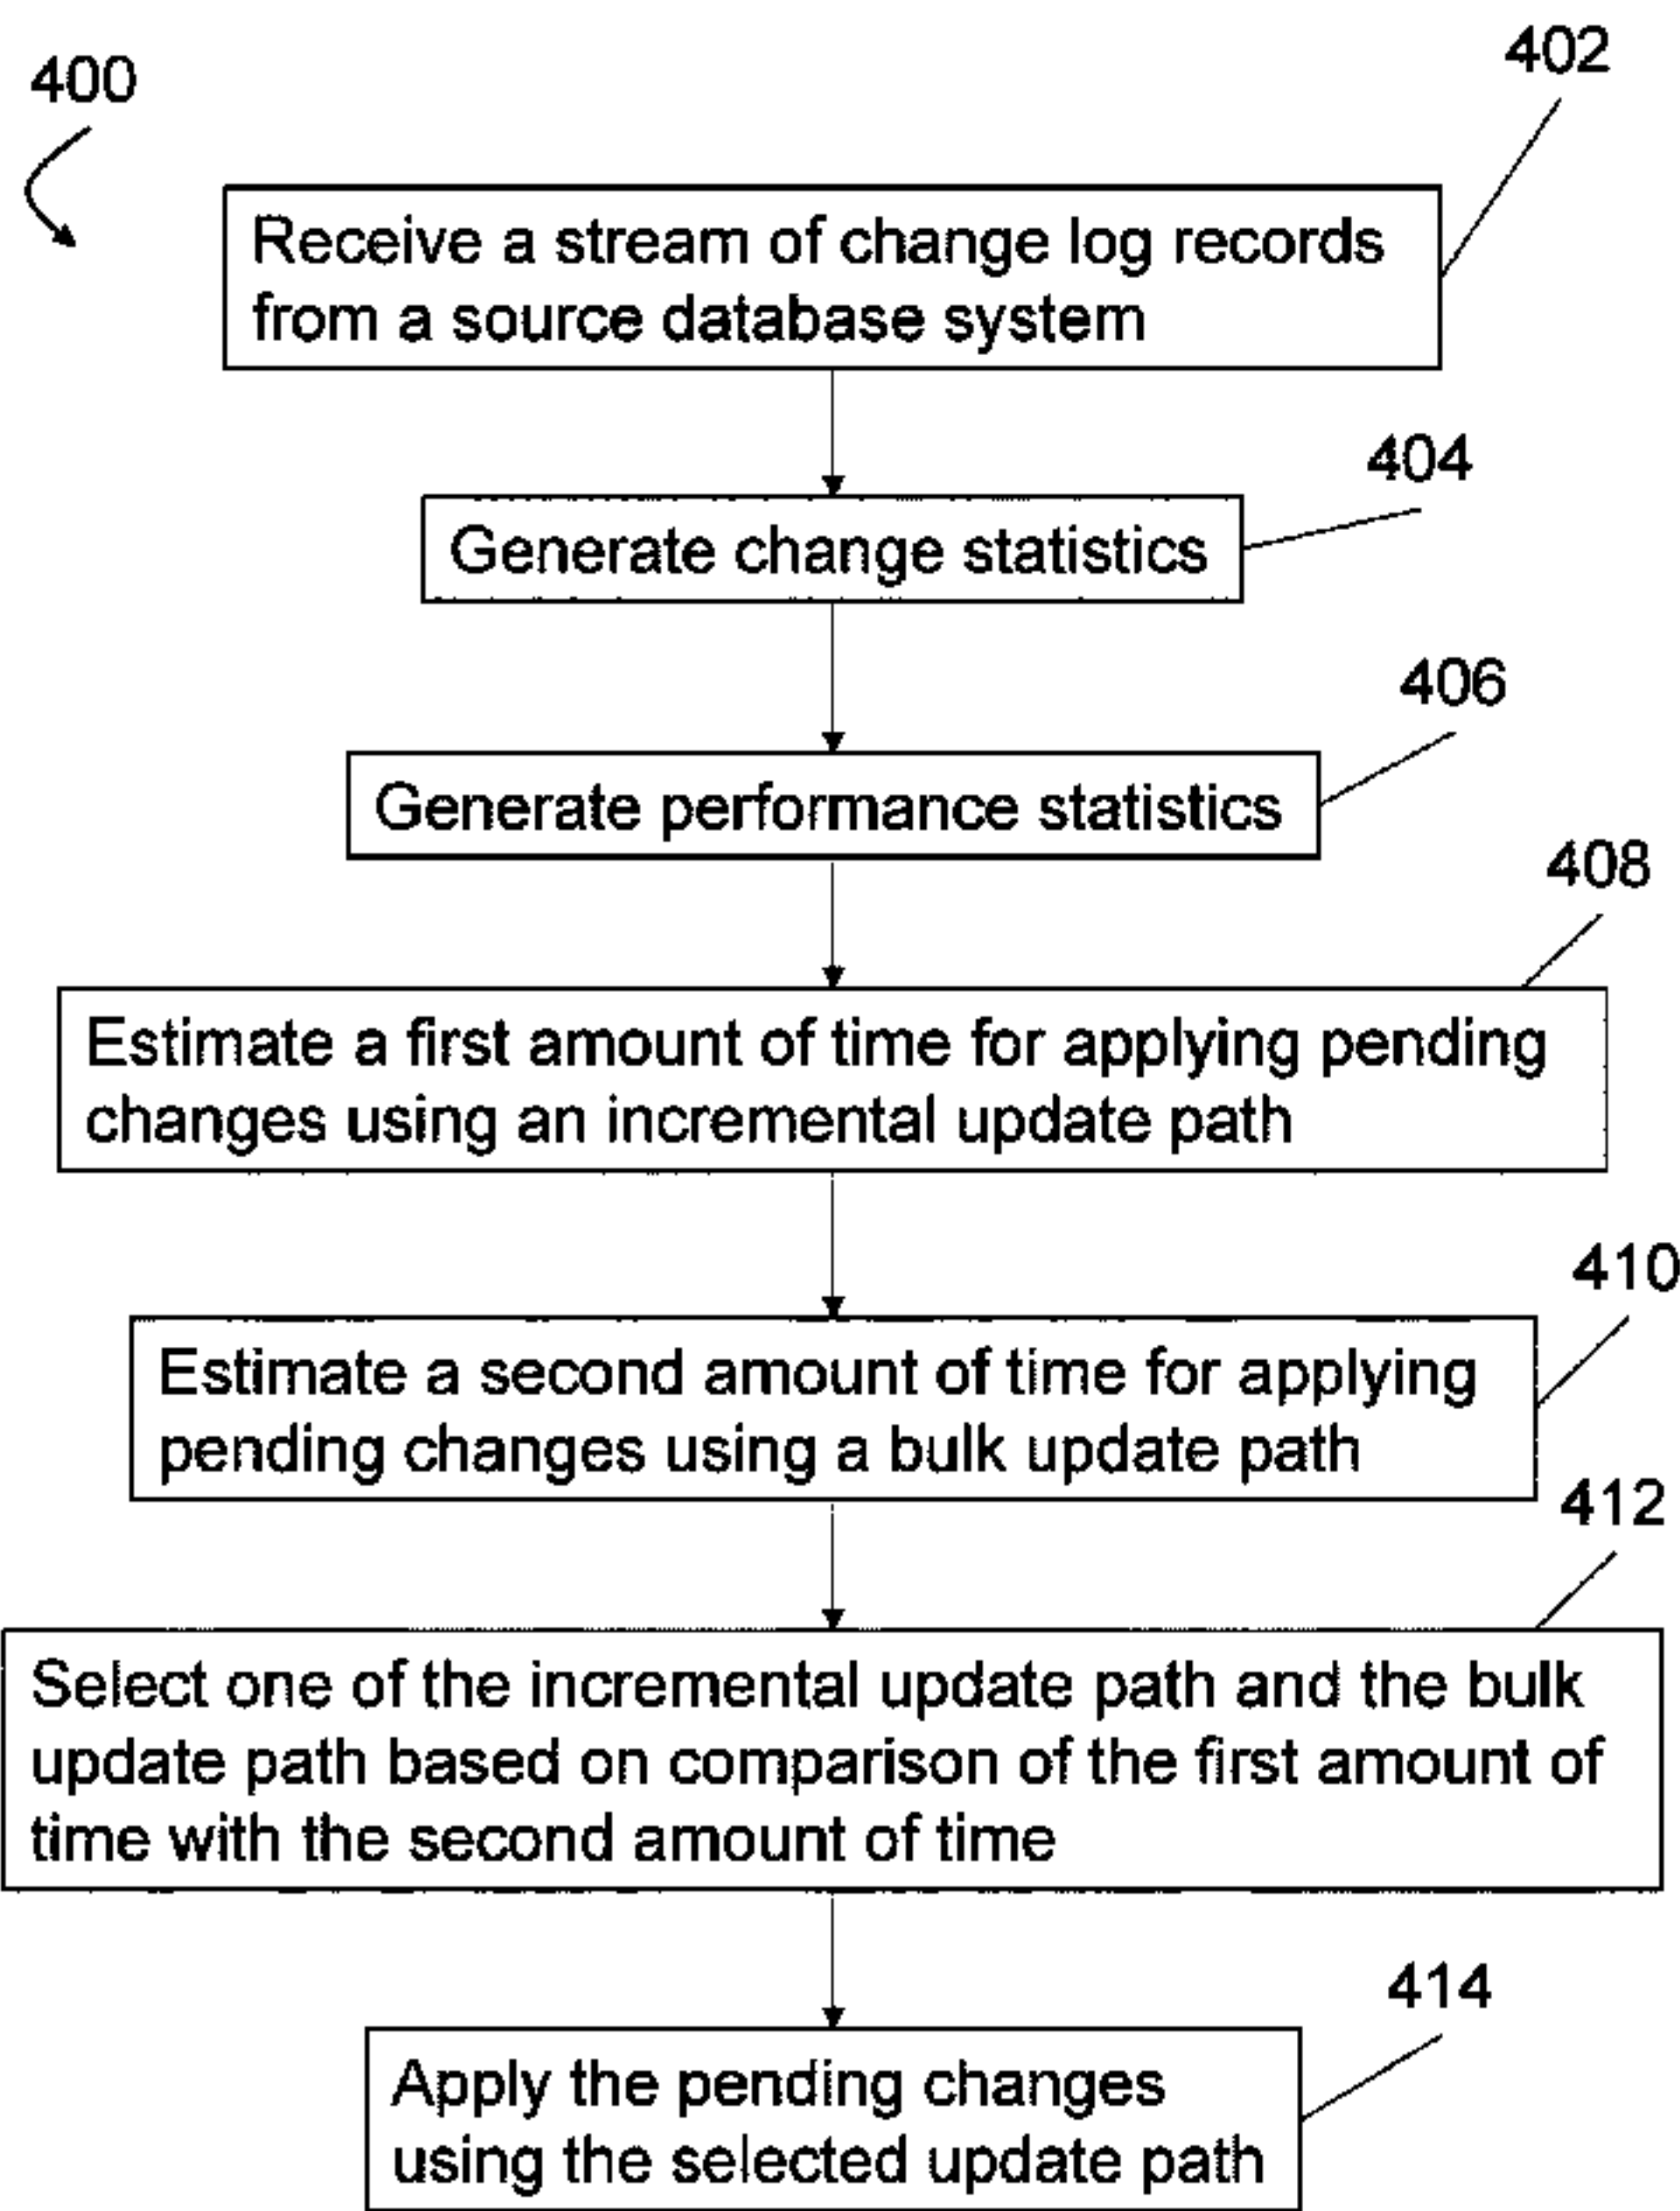 400
402
Receive a stream of change log records
from a source database system
404
Generate change statistics
406
Generate performance statistics
408
Estimate a first amount of time for applying pending
changes using an incremental update path
410
Estimate a second amount of time for applying
pending changes using a bulk update path
412
Select one of the incremental update path and the bulk
update path based on comparison of the first amount of
time with the second amount of time
414
Apply the pending changes
using the selected update path